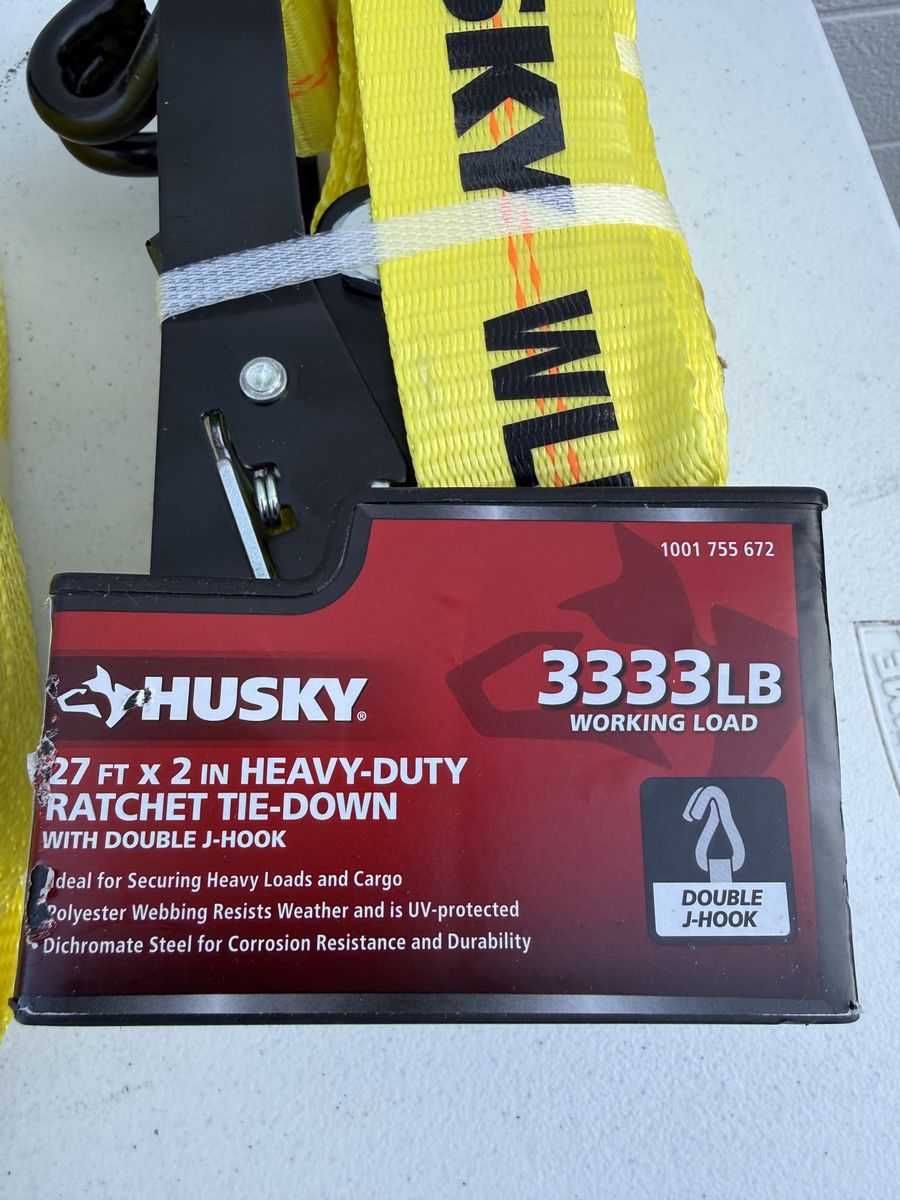 SKY WL
1001 755 672
HUSKY®
3333LB
WORKING LOAD
27 FT X 2 IN HEAVY-DUTY
RATCHET TIE-DOWN
WITH DOUBLE J-HOOK
Ideal for Securing Heavy Loads and Cargo
Polyester Webbing Resists Weather and is UV-protected
• Dichromate Steel for Corrosion Resistance and Durability
DOUBLE
J-HOOK